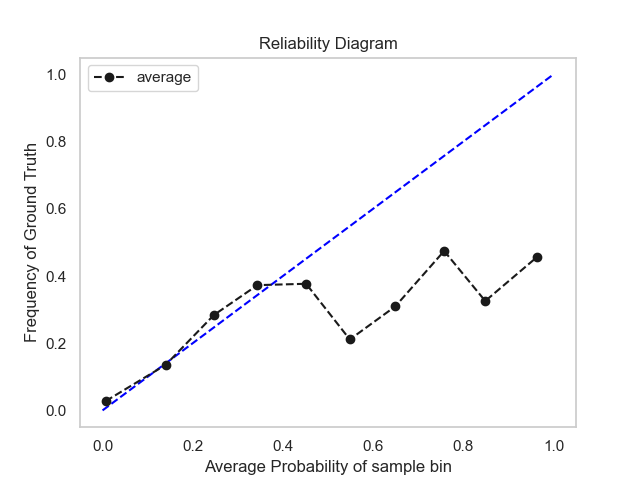 Reliability Diagram
average
Frequency of Ground Truth
1.0
0.8
0.6
0.4
0.2
0.0
0.0 0.2 0.4 0.6 0.8 1.0
Average Probability of sample bin